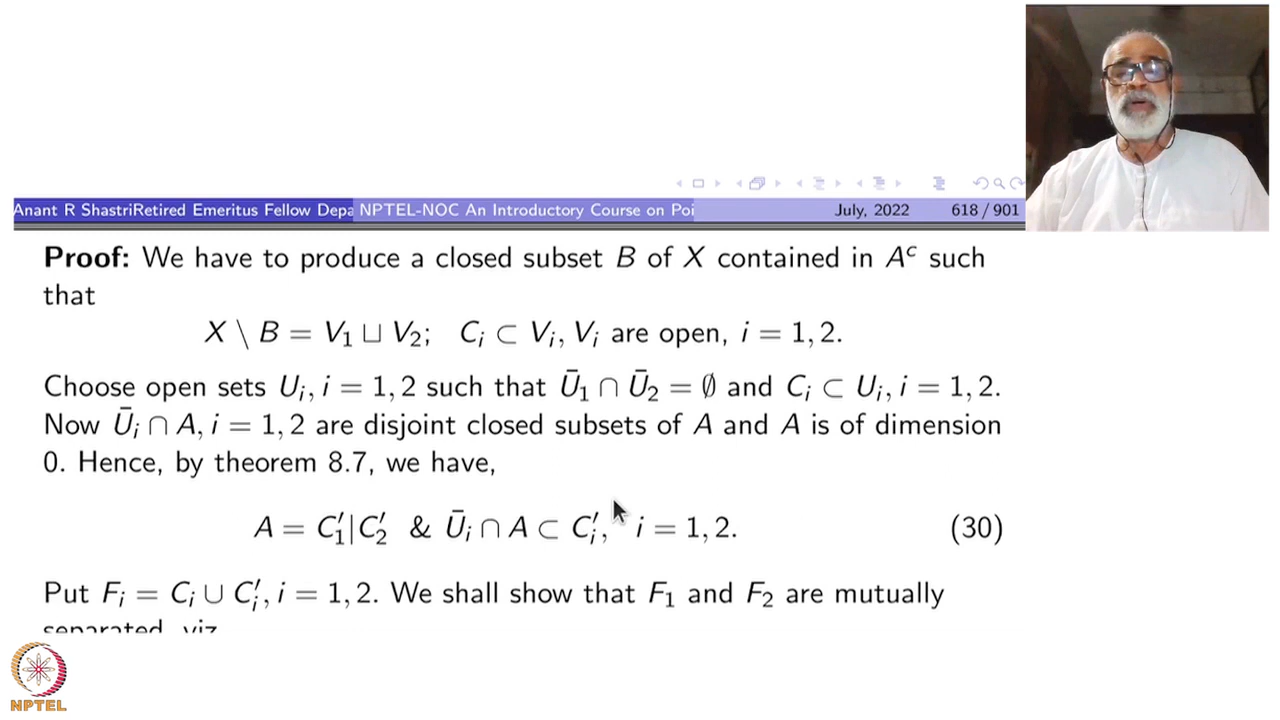 Anant R ShastriRetired Emeritus Fellow Depa NPTEL-NOC An Introductory Course on Poi July, 2022 618 / 901
Proof: We have to produce a closed subset B of X contained in Aᶜ such
that
X \ B = V₁ ⊔ V₂; Cᵢ ⊂ Vᵢ, Vᵢ are open, i = 1, 2.
Choose open sets Uᵢ, i = 1, 2 such that Ū₁ ∩ Ū₂ = ∅ and Cᵢ ⊂ Uᵢ, i = 1, 2.
Now Ūᵢ ∩ A, i = 1, 2 are disjoint closed subsets of A and A is of dimension
0. Hence, by theorem 8.7, we have,
A = C′₁|C′₂ & Ūᵢ ∩ A ⊂ C′ᵢ, i = 1, 2. (30)
Put Fᵢ = Cᵢ ∪ C′ᵢ, i = 1, 2. We shall show that F₁ and F₂ are mutually
separated, viz
NPTEL